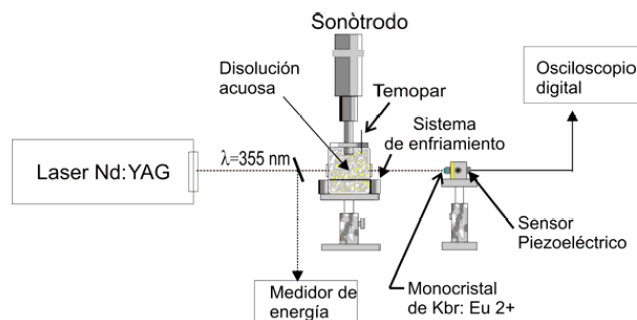 Sonòtrodo
Disolución
acuosa
Temopar
Osciloscopio
digital
Sistema
de enfriamiento
Laser Nd:YAG
λ=355 nm
Sensor
Piezoeléctrico
Medidor de
energía
Monocristal
de Kbr: Eu 2+